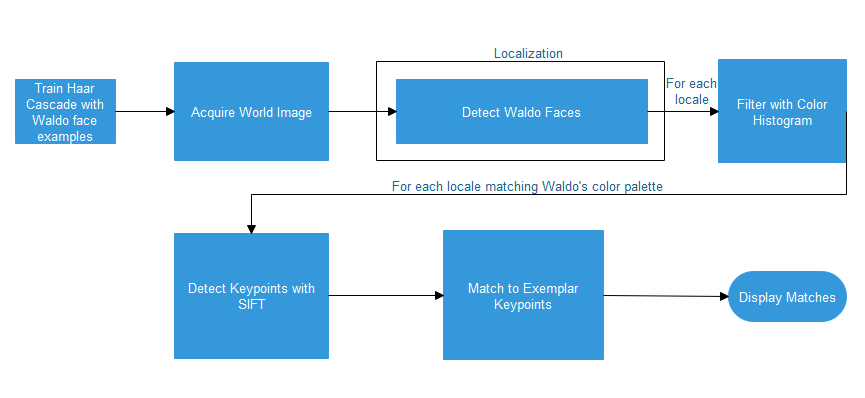 Localization
Train Haar
Cascade with
Waldo face
examples
Acquire World Image
Detect Waldo Faces
For each
locale
Filter with Color
Histogram
For each locale matching Waldo's color palette
Detect Keypoints with
SIFT
Match to Exemplar
Keypoints
Display Matches